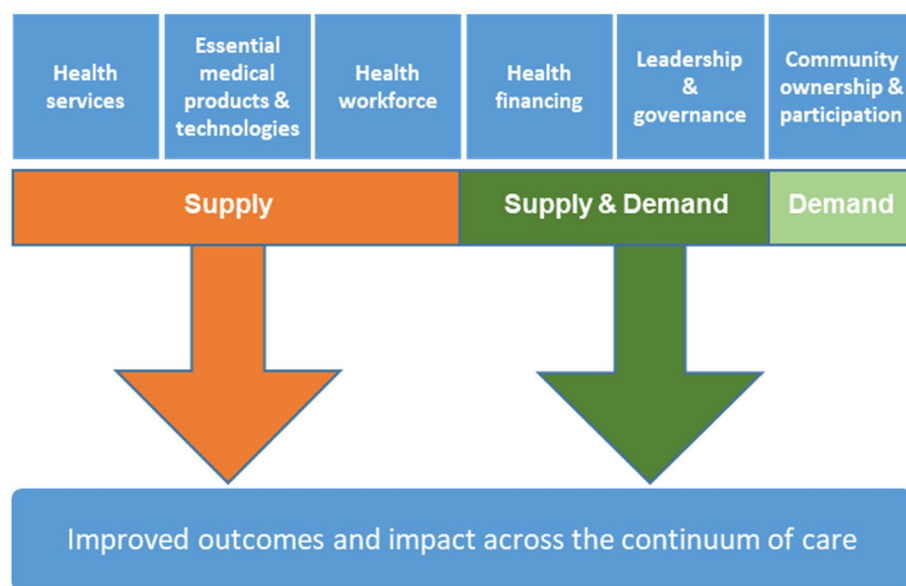 Health
services
Essential
medical
products &
technologies
Health
workforce
Health
financing
Leadership
&
governance
Community
ownership &
participation
Supply
Supply & Demand
Demand
Improved outcomes and impact across the continuum of care